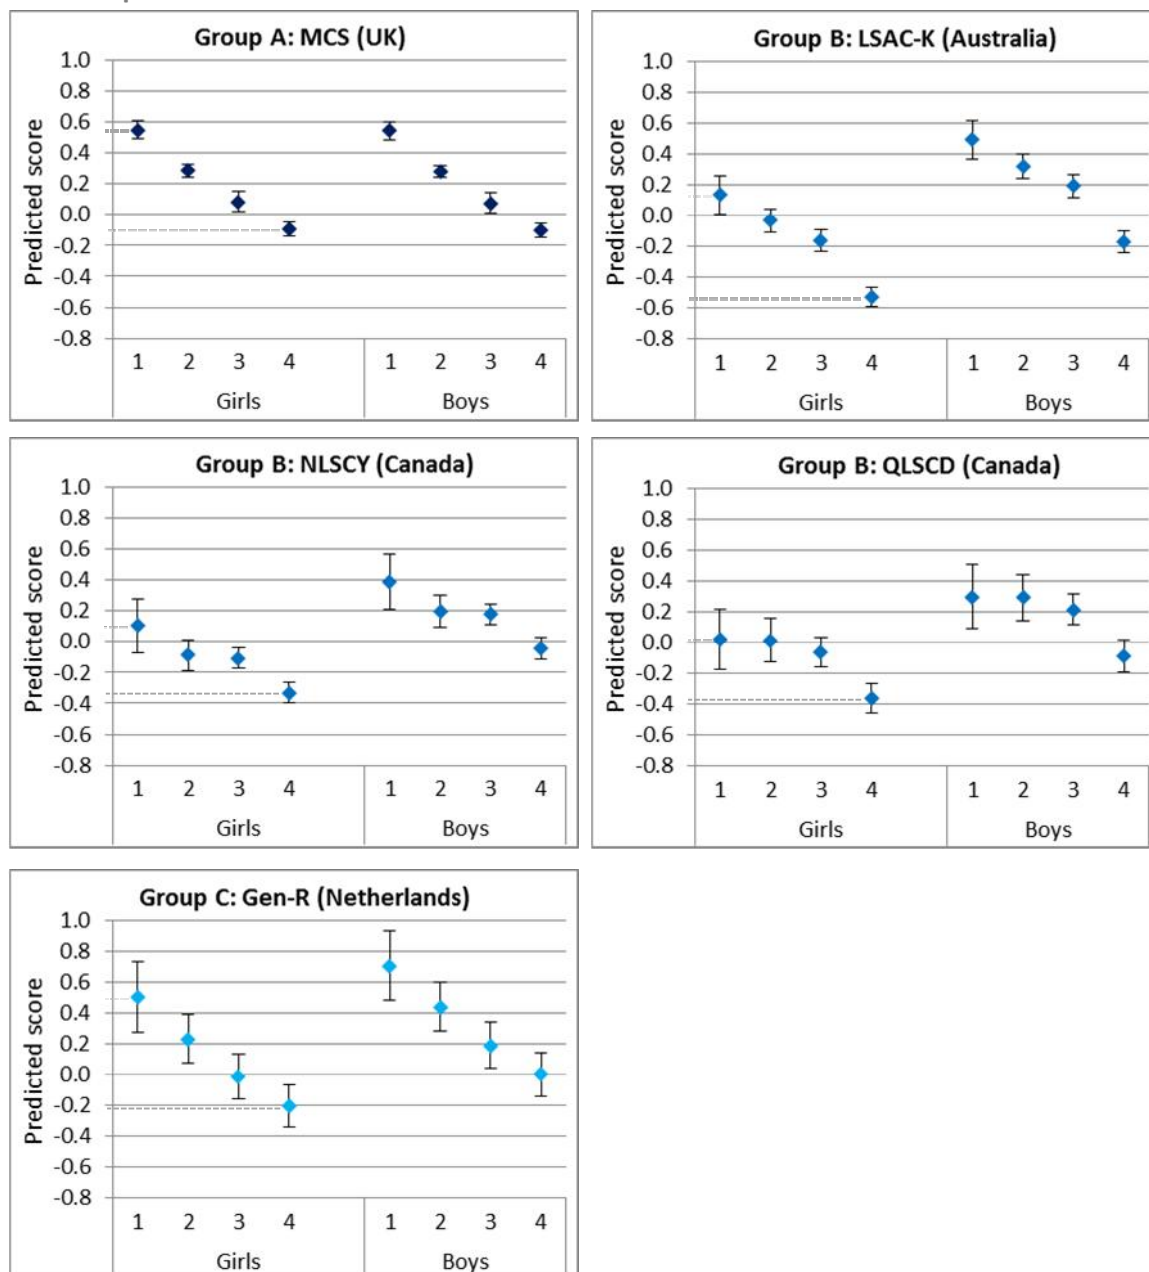 Group A: MCS (UK)
Predicted score
1.0
0.8
0.6
0.4
0.2
0.0
-0.2
-0.4
-0.6
-0.8
1 2 3 4 1 2 3 4
Girls Boys
Group B: LSAC-K (Australia)
Predicted score
1.0
0.8
0.6
0.4
0.2
0.0
-0.2
-0.4
-0.6
-0.8
1 2 3 4 1 2 3 4
Girls Boys
Group B: NLSCY (Canada)
Predicted score
1.0
0.8
0.6
0.4
0.2
0.0
-0.2
-0.4
-0.6
-0.8
1 2 3 4 1 2 3 4
Girls Boys
Group B: QLSCD (Canada)
Predicted score
1.0
0.8
0.6
0.4
0.2
0.0
-0.2
-0.4
-0.6
-0.8
1 2 3 4 1 2 3 4
Girls Boys
Group C: Gen-R (Netherlands)
Predicted score
1.0
0.8
0.6
0.4
0.2
0.0
-0.2
-0.4
-0.6
-0.8
1 2 3 4 1 2 3 4
Girls Boys